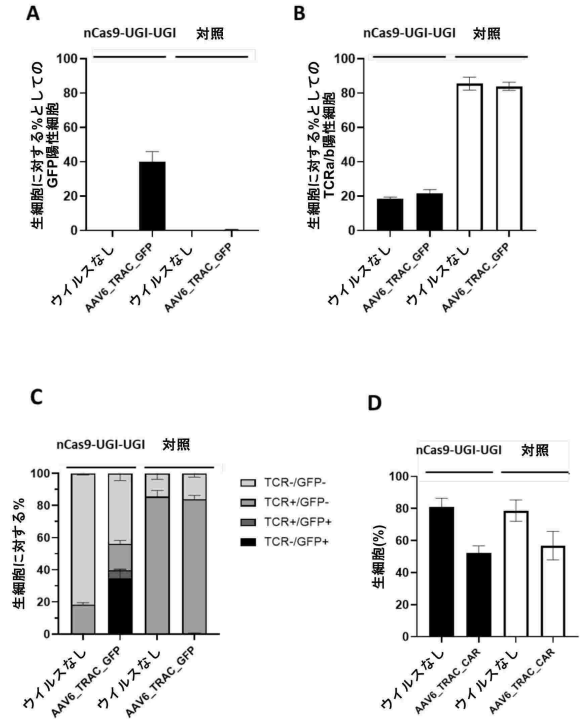 A
nCas9-UGI-UGI 対照
生細胞に対する%としての
GFP陽性細胞
100
80
60
40
20
0
ウイルスなし
AAV6_TRAC_GFP
ウイルスなし
AAV6_TRAC_GFP
B
nCas9-UGI-UGI 対照
生細胞に対する%としての
TCRa/b陽性細胞
100
80
60
40
20
0
ウイルスなし
AAV6_TRAC_GFP
ウイルスなし
AAV6_TRAC_GFP
C
nCas9-UGI-UGI 対照
生細胞に対する%
100
80
60
40
20
0
ウイルスなし
AAV6_TRAC_GFP
ウイルスなし
AAV6_TRAC_GFP
TCR-/GFP-
TCR+/GFP-
TCR+/GFP+
TCR-/GFP+
D
nCas9-UGI-UGI 対照
生細胞(%)
100
80
60
40
20
0
ウイルスなし
AAV6_TRAC_CAR
ウイルスなし
AAV6_TRAC_CAR